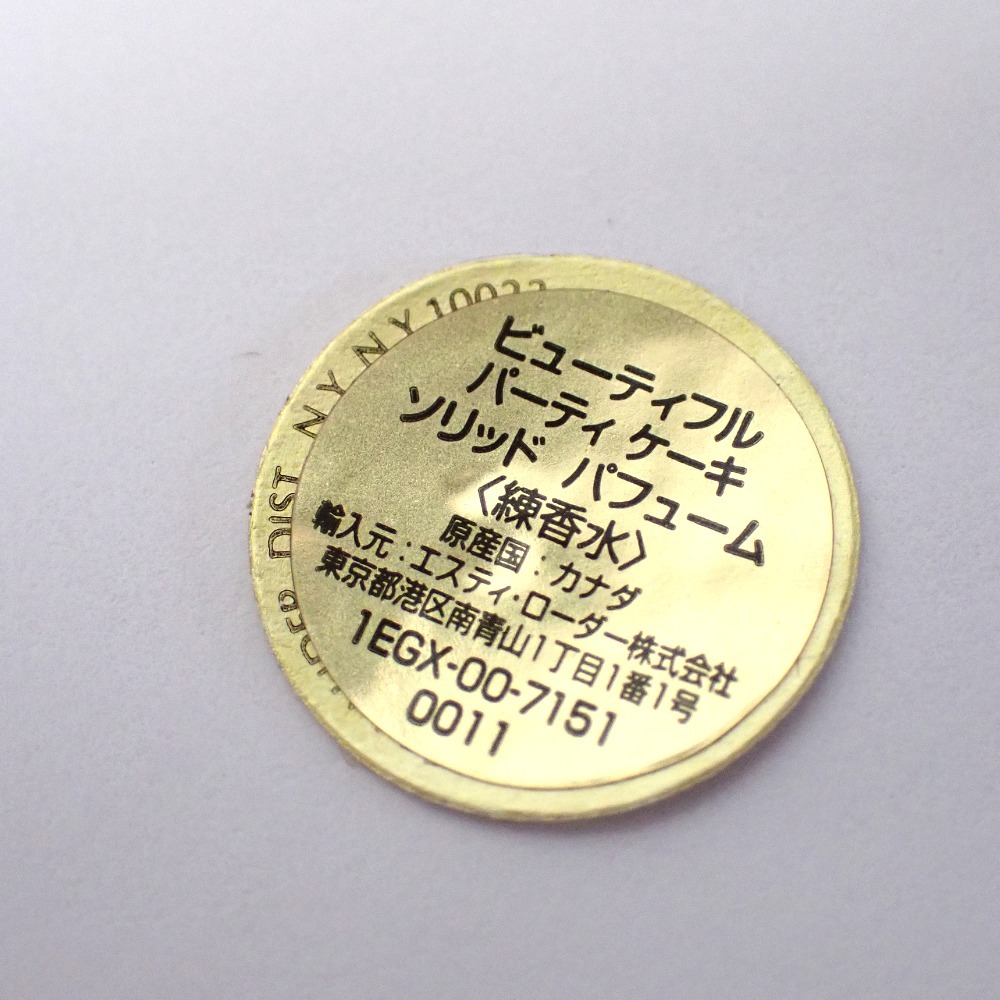 DIST NY NY 10022
ビューティフル
パーティ ケーキ
ソリッド パフューム
〈練香水〉
原産国：カナダ
輸入元：エスティ・ローダー株式会社
東京都港区南青山1丁目1番1号
1EGX-00-7151
0011